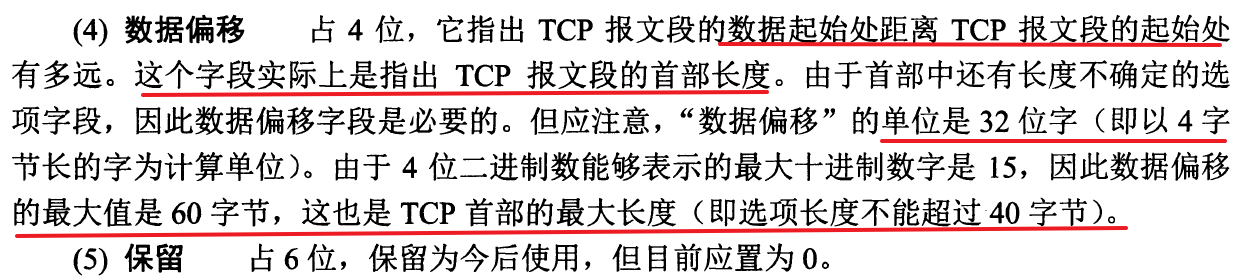 (4) 数据偏移 占 4 位，它指出 TCP 报文段的数据起始处距离 TCP 报文段的起始处
有多远。这个字段实际上是指出 TCP 报文段的首部长度。由于首部中还有长度不确定的选
项字段，因此数据偏移字段是必要的。但应注意，“数据偏移”的单位是 32 位字（即以 4 字
节长的字为计算单位）。由于 4 位二进制数能够表示的最大十进制数字是 15，因此数据偏移
的最大值是 60 字节，这也是 TCP 首部的最大长度（即选项长度不能超过 40 字节）。
(5) 保留 占 6 位，保留为今后使用，但目前应置为 0。